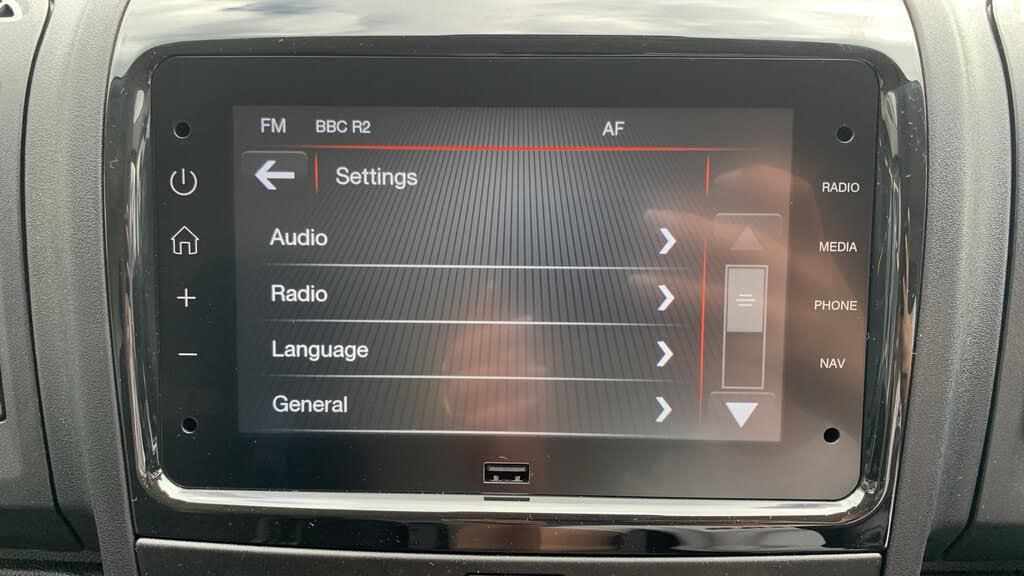 FM BBC R2 AF
Settings
Audio
Radio
Language
General
RADIO
MEDIA
PHONE
NAV